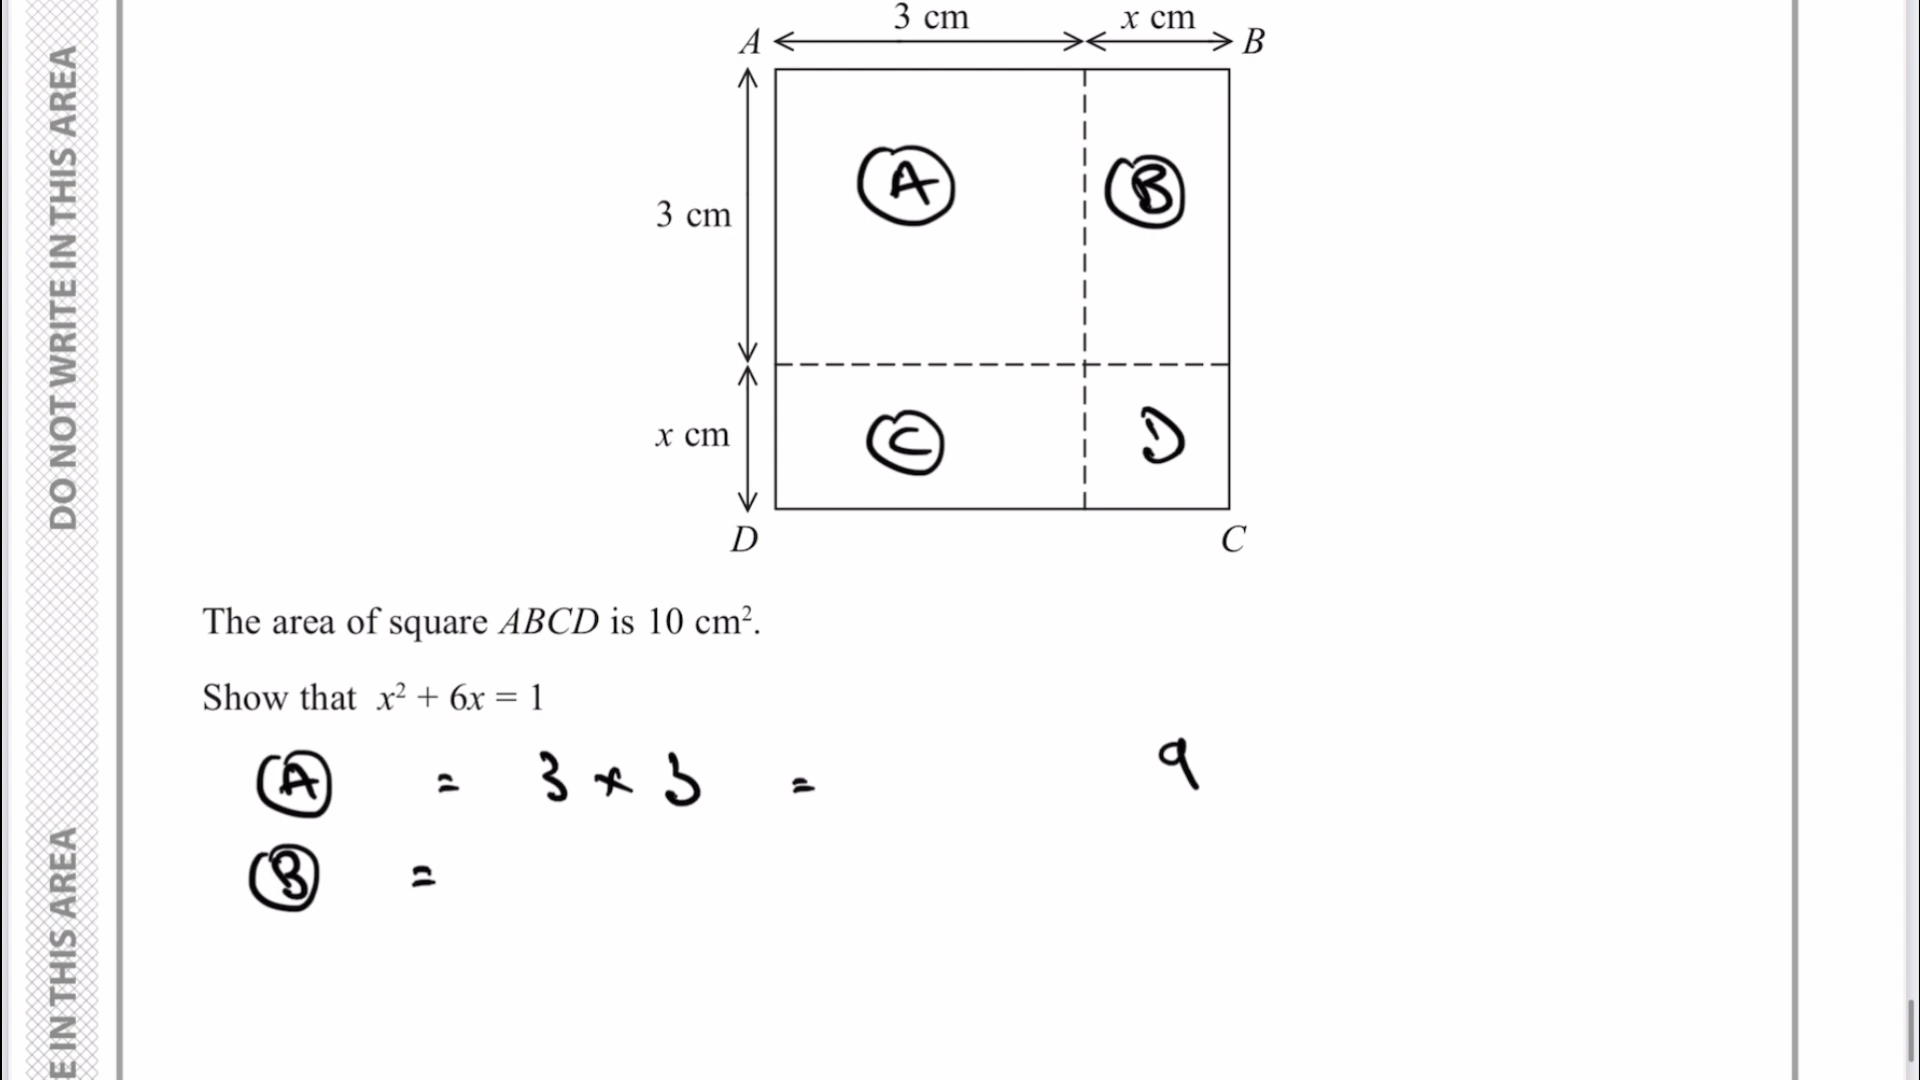 3 cm x cm
A B
DO NOT WRITE IN THIS AREA
A B
3 cm
x cm
C D
D C
The area of square ABCD is 10 cm².
Show that x² + 6x = 1
A = 3 × 3 = 9
B =
E IN THIS AREA